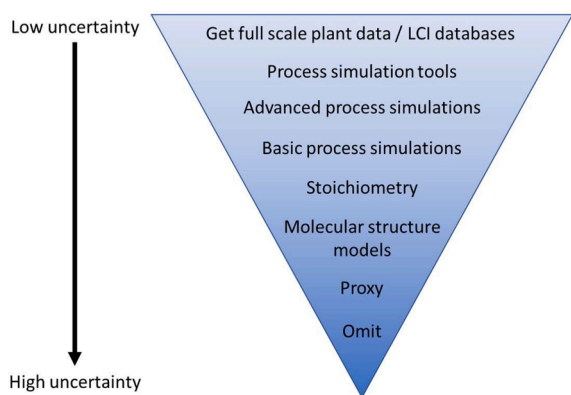 Low uncertainty
Get full scale plant data / LCI databases
Process simulation tools
Advanced process simulations
Basic process simulations
Stoichiometry
Molecular structure
models
Proxy
Omit
High uncertainty